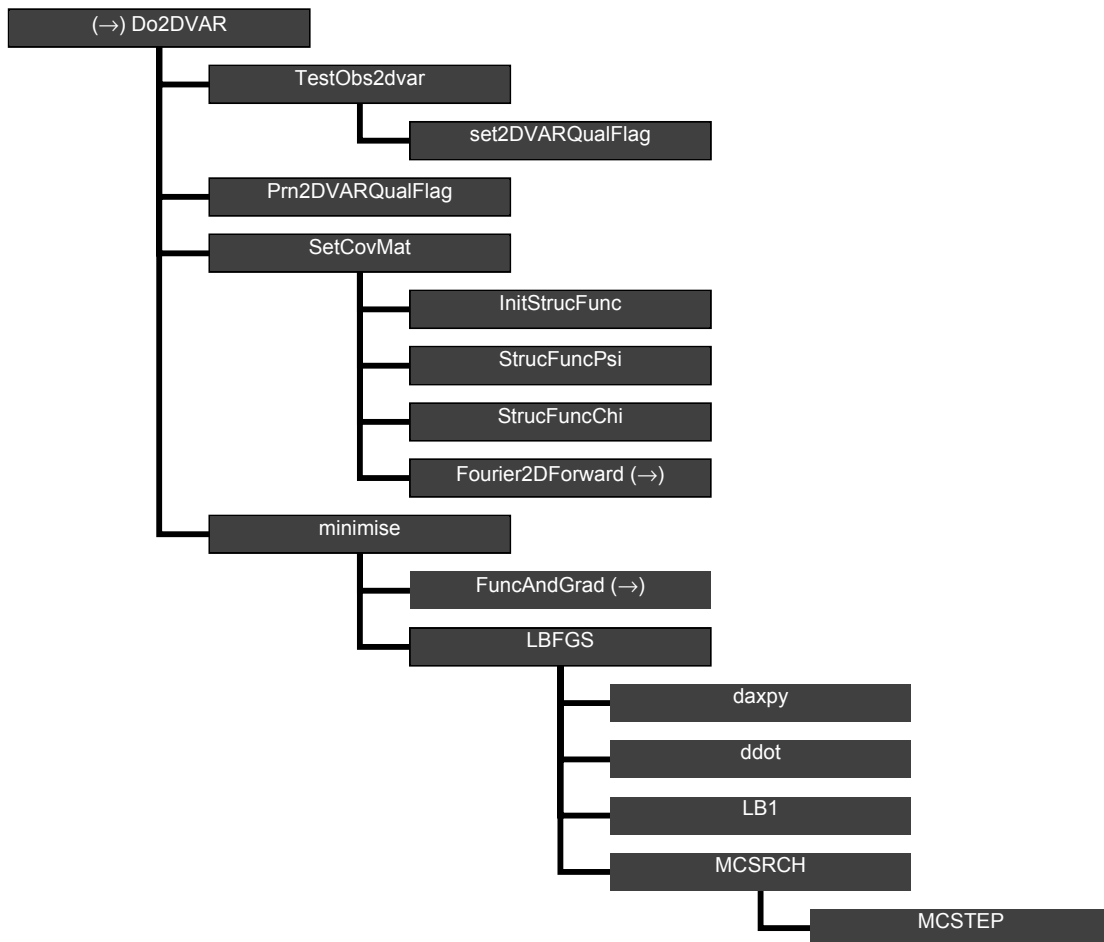 (→) Do2DVAR
TestObs2dvar
set2DVARQualFlag
Prn2DVARQualFlag
SetCovMat
InitStrucFunc
StrucFuncPsi
StrucFuncChi
Fourier2DForward (→)
minimise
FuncAndGrad (→)
LBFGS
daxpy
ddot
LB1
MCSRCH
MCSTEP